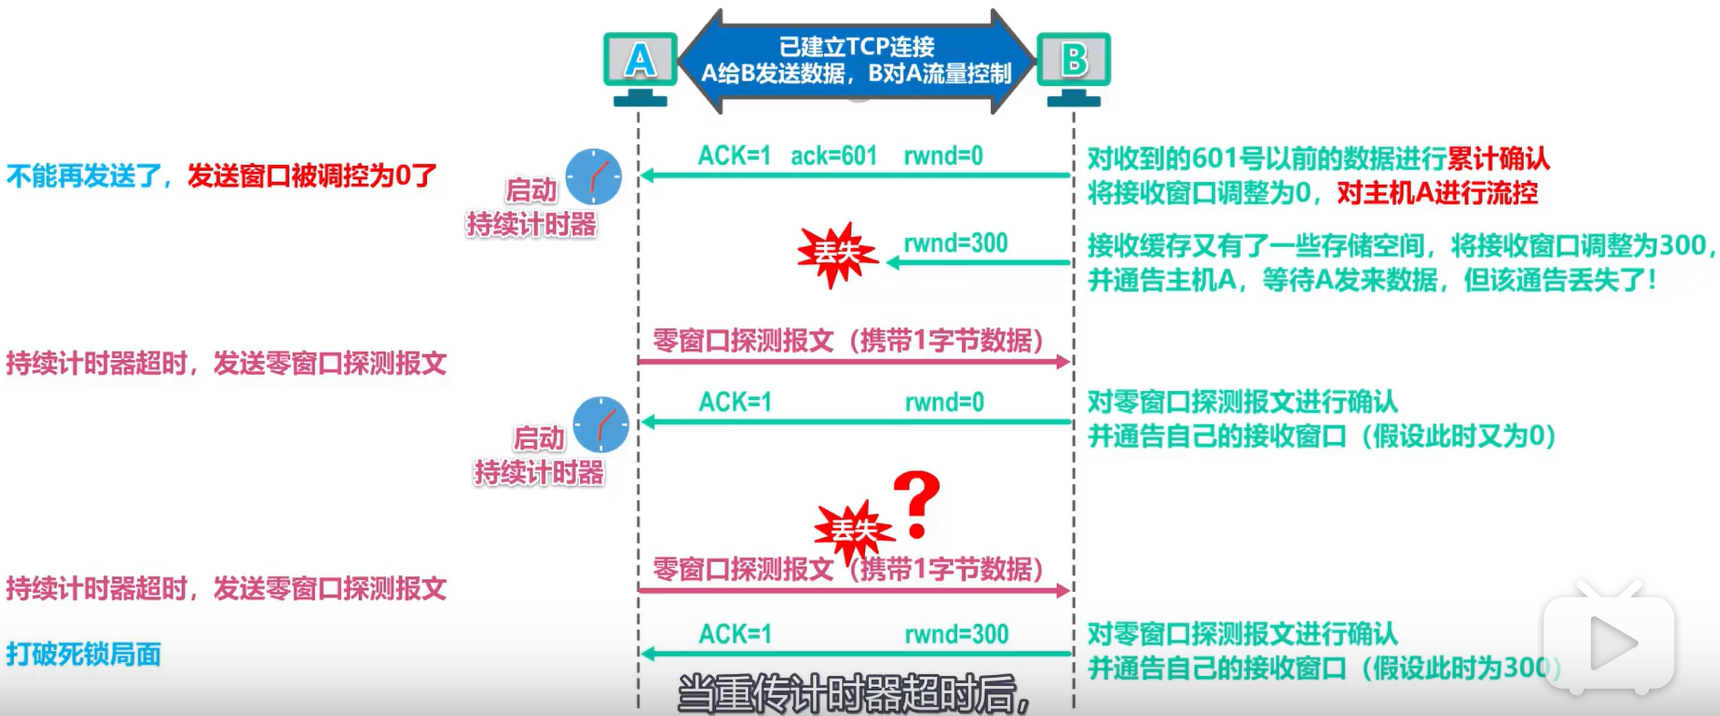 已建立TCP连接
A给B发送数据，B对A流量控制
A
B
ACK=1 ack=601 rwnd=0
对收到的601号以前的数据进行累计确认
将接收窗口调整为0，对主机A进行流控
不能再发送了，发送窗口被调控为0了
启动
持续计时器
丢失
rwnd=300
接收缓存又有了一些存储空间，将接收窗口调整为300，
并通告主机A，等待A发来数据，但该通告丢失了！
零窗口探测报文（携带1字节数据）
持续计时器超时，发送零窗口探测报文
ACK=1 rwnd=0
对零窗口探测报文进行确认
并通告自己的接收窗口（假设此时又为0）
启动
持续计时器
丢失
?
零窗口探测报文（携带1字节数据）
持续计时器超时，发送零窗口探测报文
ACK=1 rwnd=300
对零窗口探测报文进行确认
并通告自己的接收窗口（假设此时为300）
打破死锁局面
当重传计时器超时后，